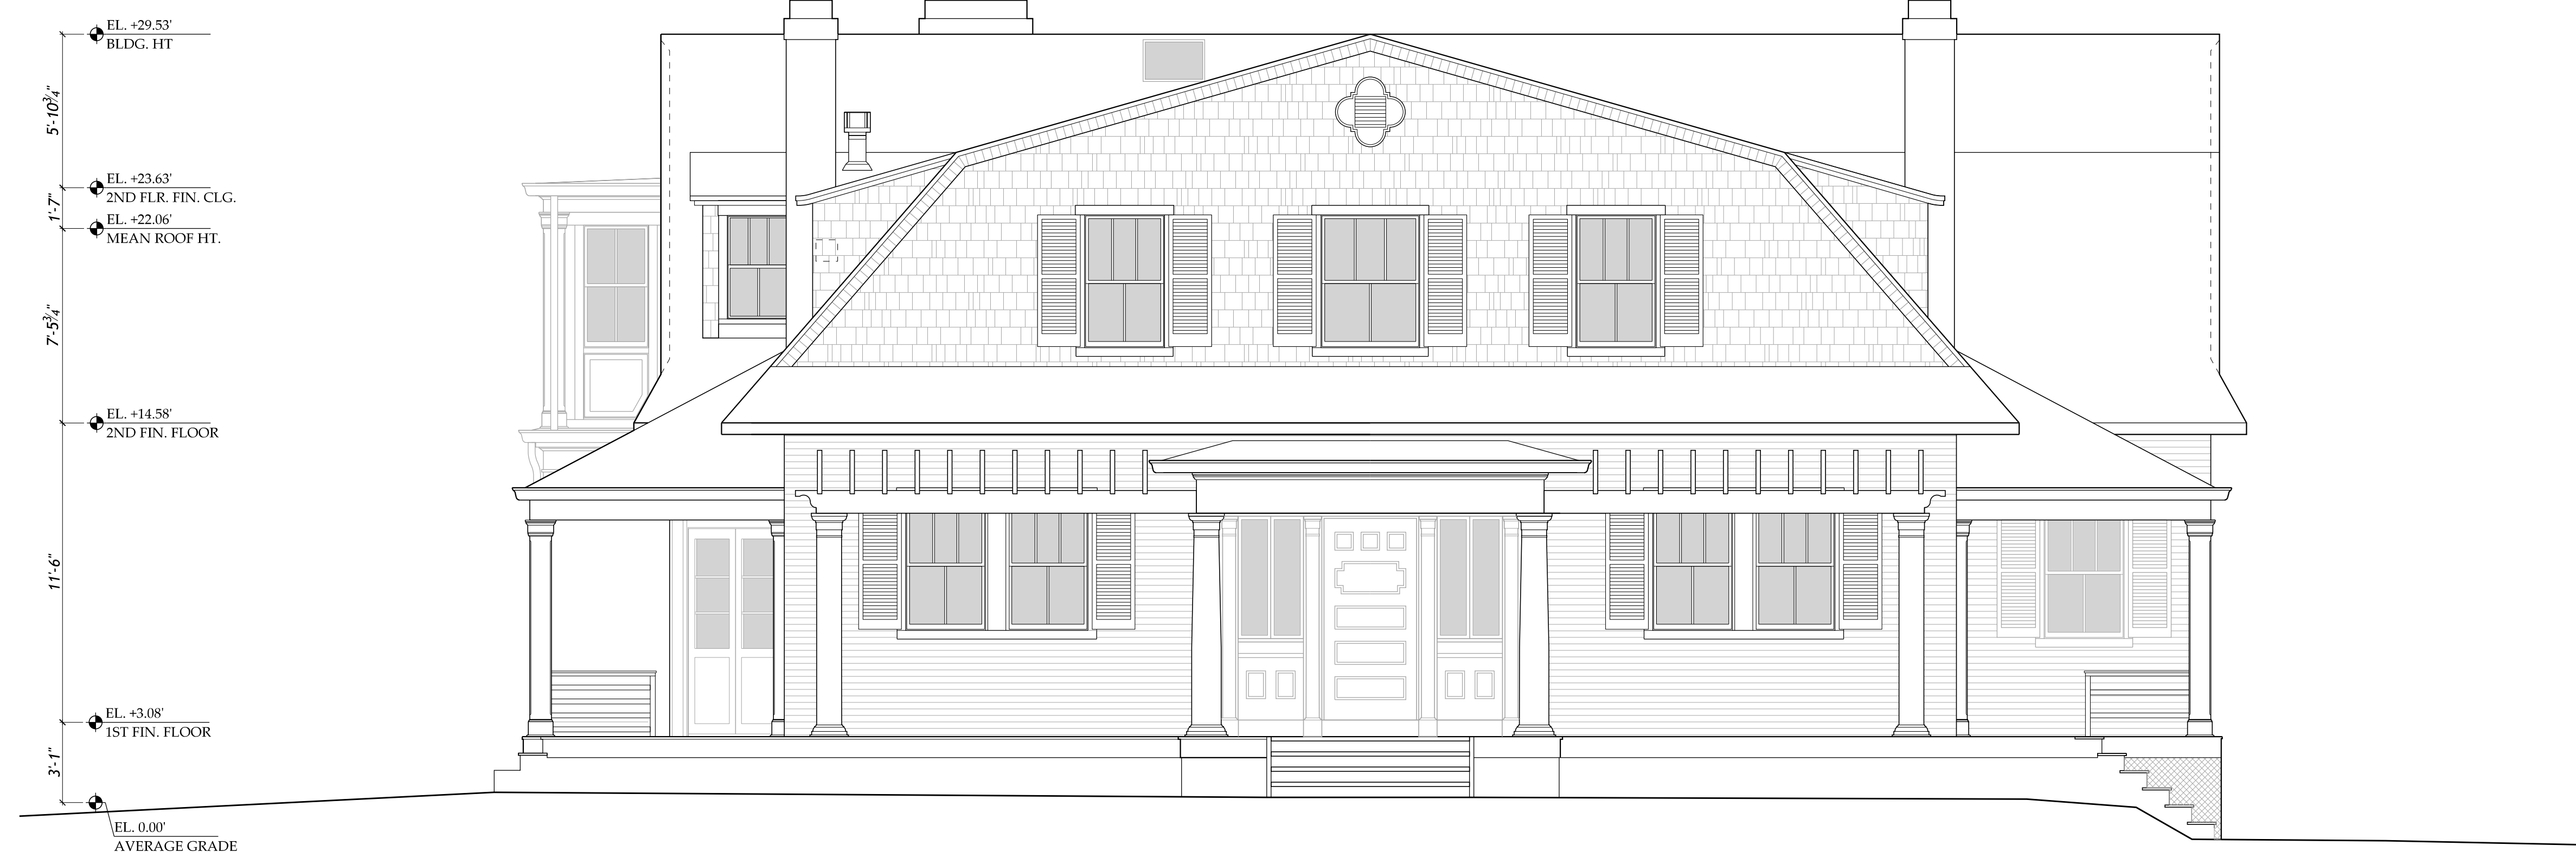 EL. +29.53'
BLDG. HT
5'-10¾"
EL. +23.63'
2ND FLR. FIN. CLG.
1'-7"
EL. +22.06'
MEAN ROOF HT.
7'-5¾"
EL. +14.58'
2ND FIN. FLOOR
11'-6"
EL. +3.08'
1ST FIN. FLOOR
3'-1"
EL. 0.00'
AVERAGE GRADE